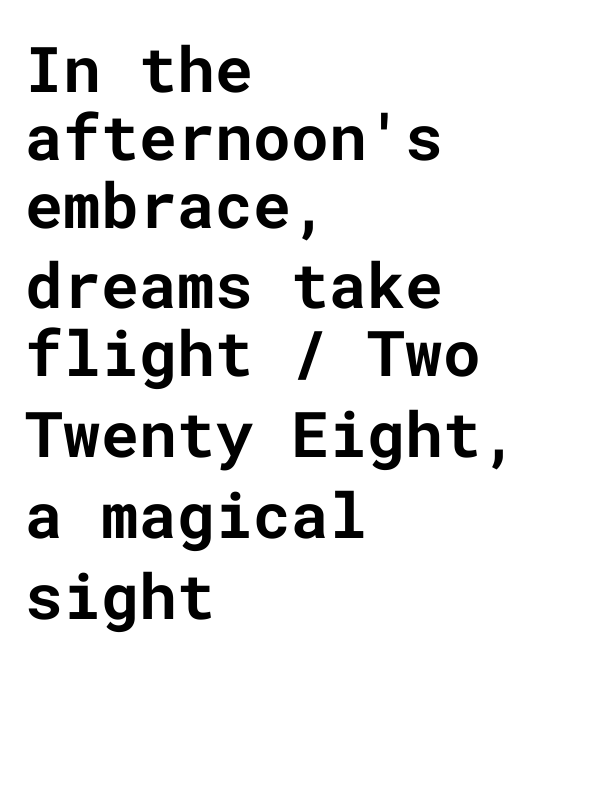 In the
afternoon's
embrace,
dreams take
flight / Two
Twenty Eight,
a magical
sight